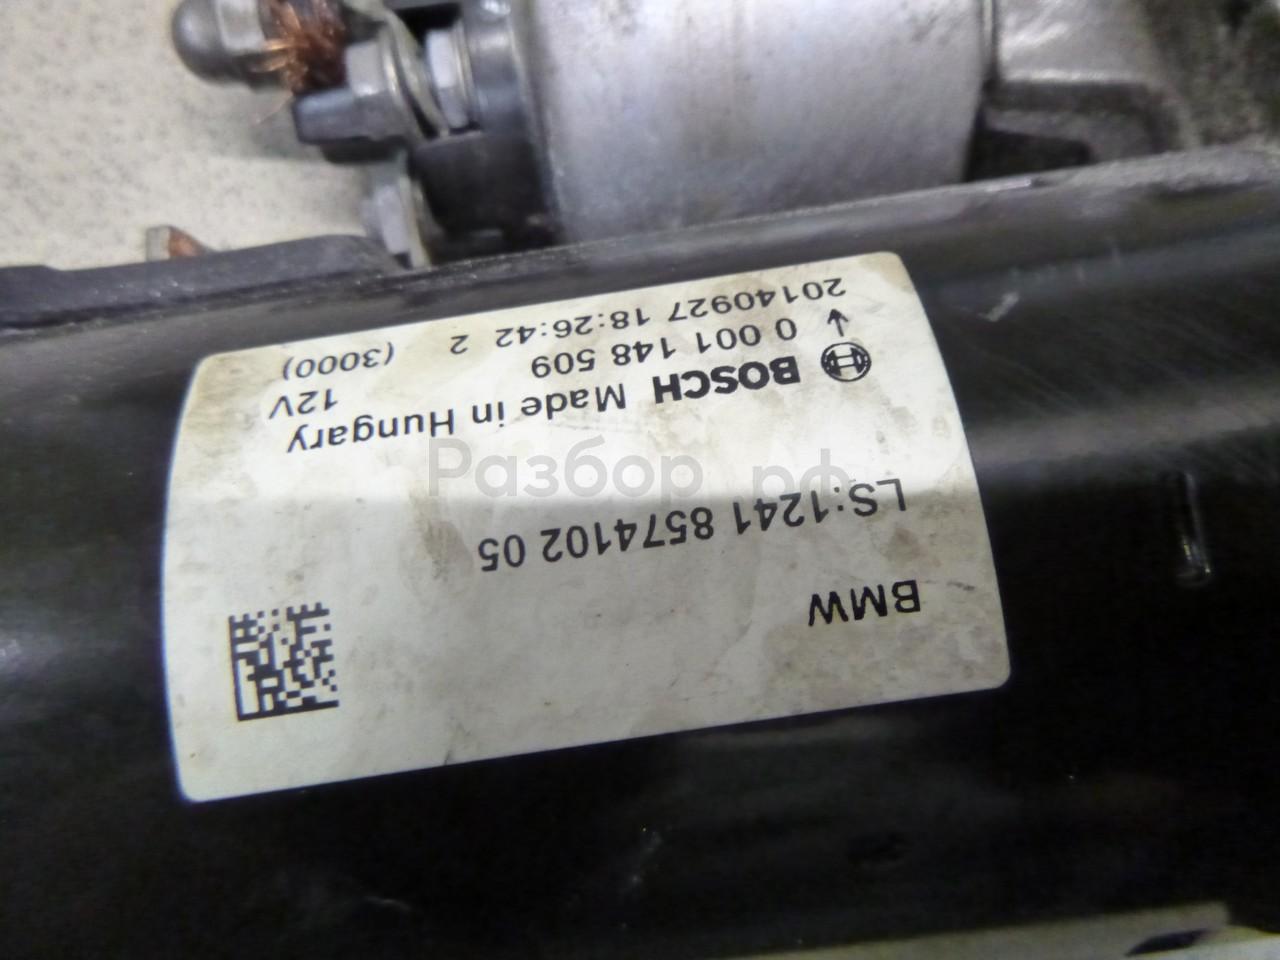 BMW
LS:1241 8574102 05
BOSCH Made in Hungary
0 001 148 509 12V
20140927 18:26:42 2 (3000)
Разбор рф